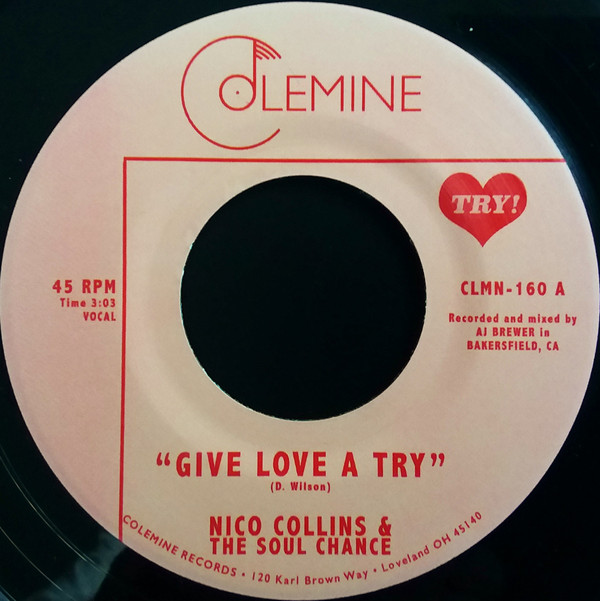 COLEMINE
TRY!
45 RPM
Time 3:03
VOCAL
CLMN-160 A
Recorded and mixed by
AJ BREWER in
BAKERSFIELD, CA
"GIVE LOVE A TRY"
(D. Wilson)
NICO COLLINS &
THE SOUL CHANCE
COLEMINE RECORDS • 120 Karl Brown Way • Loveland OH 45140